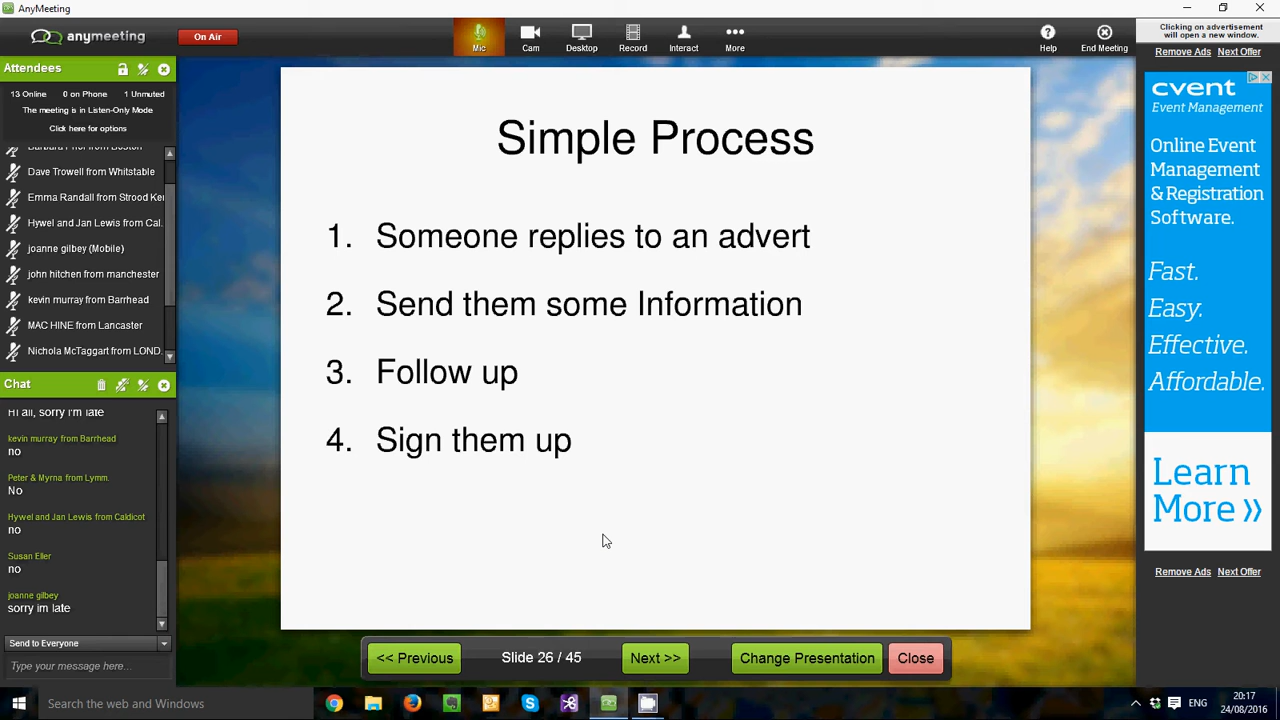 AnyMeeting
anymeeting
On Air
Mic
Cam
Desktop
Record
Interact
More
Help
End Meeting
Clicking on advertisement
will open a new window.
Remove Ads Next Offer
Attendees
13 Online 0 on Phone 1 Unmuted
The meeting is in Listen-Only Mode
Click here for options
Dave Trowell from Whitstable
Emma Randall from Strood Ker
Hywel and Jan Lewis from Cal.
joanne gilbey (Mobile)
john hitchen from manchester
kevin murray from Barrhead
MAC HINE from Lancaster
Nichola McTaggart from LOND.
Chat
Hi all, sorry i'm late
kevin murray from Barrhead
no
Peter & Myrna from Lymm.
No
Hywel and Jan Lewis from Caldicot
no
Susan Eller
no
joanne gilbey
sorry im late
Send to Everyone
Type your message here...
Simple Process
1. Someone replies to an advert
2. Send them some Information
3. Follow up
4. Sign them up
<< Previous
Slide 26 / 45
Next >>
Change Presentation
Close
cvent
Event Management
Online Event
Management
& Registration
Software.
Fast.
Easy.
Effective.
Affordable.
Learn
More »
Remove Ads Next Offer
Search the web and Windows
ENG
20:17
24/08/2016